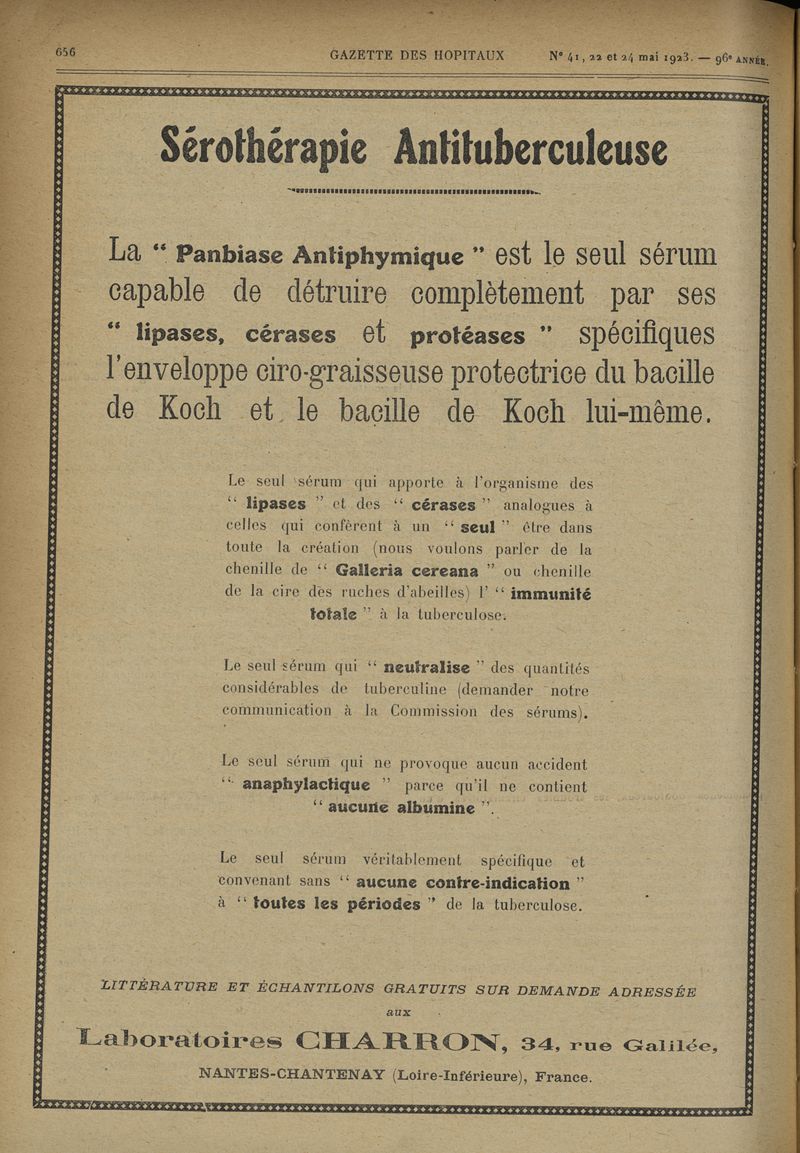 656
GAZETTE DES HOPITAUX
N° 41, 22 et 24 mai 1923. — 96e ANNÉE.
Sérothérapie Antituberculeuse
La “ Panbiase Antiphymique ” est le seul sérum
capable de détruire complètement par ses
“ lipases, cérases et protéases ” spécifiques
l'enveloppe ciro-graisseuse protectrice du bacille
de Koch et le bacille de Koch lui-même.
Le seul sérum qui apporte à l'organisme des
“ lipases ” et des “ cérases ” analogues à
celles qui confèrent à un “ seul ” être dans
toute la création (nous voulons parler de la
chenille de “ Galleria cereana ” ou chenille
de la cire des ruches d'abeilles) l' “ immunité
totale ” à la tuberculose.
Le seul sérum qui “ neutralise ” des quantités
considérables de tuberculine (demander notre
communication à la Commission des sérums).
Le seul sérum qui ne provoque aucun accident
“ anaphylactique ” parce qu'il ne contient
“ aucune albumine ”.
Le seul sérum véritablement spécifique et
convenant sans “ aucune contre-indication ”
à “ toutes les périodes ” de la tuberculose.
LITTÉRATURE ET ÉCHANTILONS GRATUITS SUR DEMANDE ADRESSÉE
aux
Laboratoires CHARRON, 34, rue Galilée,
NANTES-CHANTENAY (Loire-Inférieure), France.